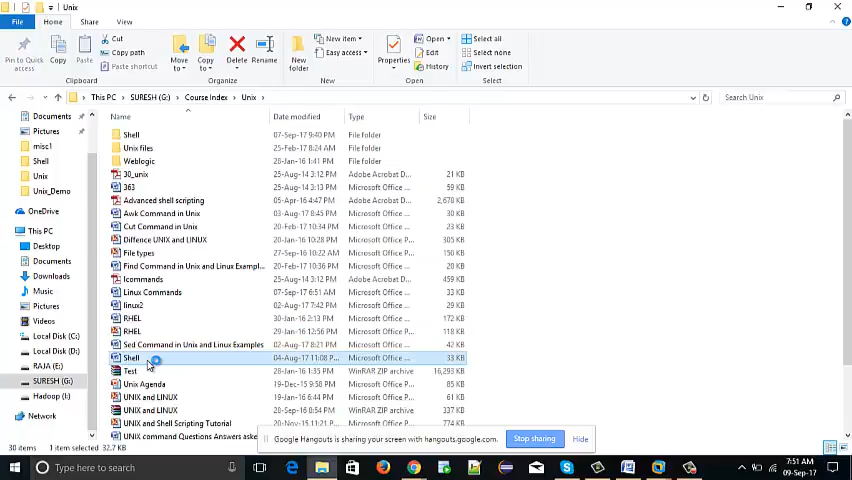 Unix
File
Home
Share
View
Pin to Quick access
Copy
Paste
Cut
Copy path
Paste shortcut
Clipboard
Move to
Copy to
Delete
Rename
Organize
New folder
New item
Easy access
New
Properties
Open
Edit
History
Open
Select all
Select none
Invert selection
Select
This PC > SURESH (G:) > Course Index > Unix >
Search Unix
Name Date modified Type Size
Documents
Pictures
misc1
Shell
Unix
Unix_Demo
OneDrive
This PC
Desktop
Documents
Downloads
Music
Pictures
Videos
Local Disk (C:
Local Disk (D:
RAJA (E:)
SURESH (G:)
Hadoop (I:)
Network
Shell 07-Sep-17 9:40 PM File folder
Unix files 25-Feb-17 8:24 AM File folder
Weblogic 28-Jan-16 1:41 PM File folder
30_unix 25-Aug-14 3:12 PM Adobe Acrobat D... 21 KB
363 25-Aug-14 3:13 PM Microsoft Office ... 59 KB
Advanced shell scripting 05-Apr-16 4:47 PM Adobe Acrobat D... 2,678 KB
Awk Command in Unix 03-Aug-17 8:45 PM Microsoft Office ... 30 KB
Cut Command in Unix 20-Feb-17 10:34 PM Microsoft Office ... 23 KB
Diffence UNIX and LINUX 20-Jan-16 10:28 PM Microsoft Office P... 305 KB
File types 27-Sep-16 10:22 AM Microsoft Office P... 150 KB
Find Command in Unix and Linux Exampl... 20-Feb-17 10:36 PM Microsoft Office ... 20 KB
Icommands 25-Aug-14 3:12 PM Adobe Acrobat D... 459 KB
Linux Commands 07-Sep-17 6:51 AM Microsoft Office ... 33 KB
linux2 02-Aug-17 7:42 PM Microsoft Office ... 29 KB
RHEL 20-Jan-16 12:31 PM Microsoft Office ... 172 KB
RHEL 29-Jan-16 12:56 PM Microsoft Office P... 118 KB
Sed Command in Unix and Linux Examples 02-Aug-17 8:21 PM Microsoft Office ... 42 KB
Shell 04-Aug-17 11:08 P... Microsoft Office ... 33 KB
Test 28-Jan-16 1:35 PM WinRAR ZIP archive 16,293 KB
Unix Agenda 19-Dec-15 9:58 PM Microsoft Office ... 81 KB
UNIX and LINUX 19-Jan-16 6:44 PM Microsoft Office ... 61 KB
UNIX and LINUX 28-Sep-16 8:54 PM Microsoft Office P... 337 KB
UNIX and Shell Scripting Tutorial 20-Nov-15 11:21 PM Microsoft Office P... 243 KB
UNIX command Questions Answers aske
Google Hangouts is sharing your screen with hangouts.google.com.
Stop sharing
Hide
30 items 1 item selected 32.7 KB
Type here to search
7:51 AM
09-Sep-17